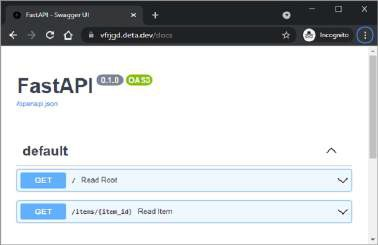 FastAPI - Swagger UI
vfrjgd.deta.dev/docs
Incognito
FastAPI 0.1.0 OAS3
/openapi.json
default
GET / Read Root
GET /items/{item_id} Read Item